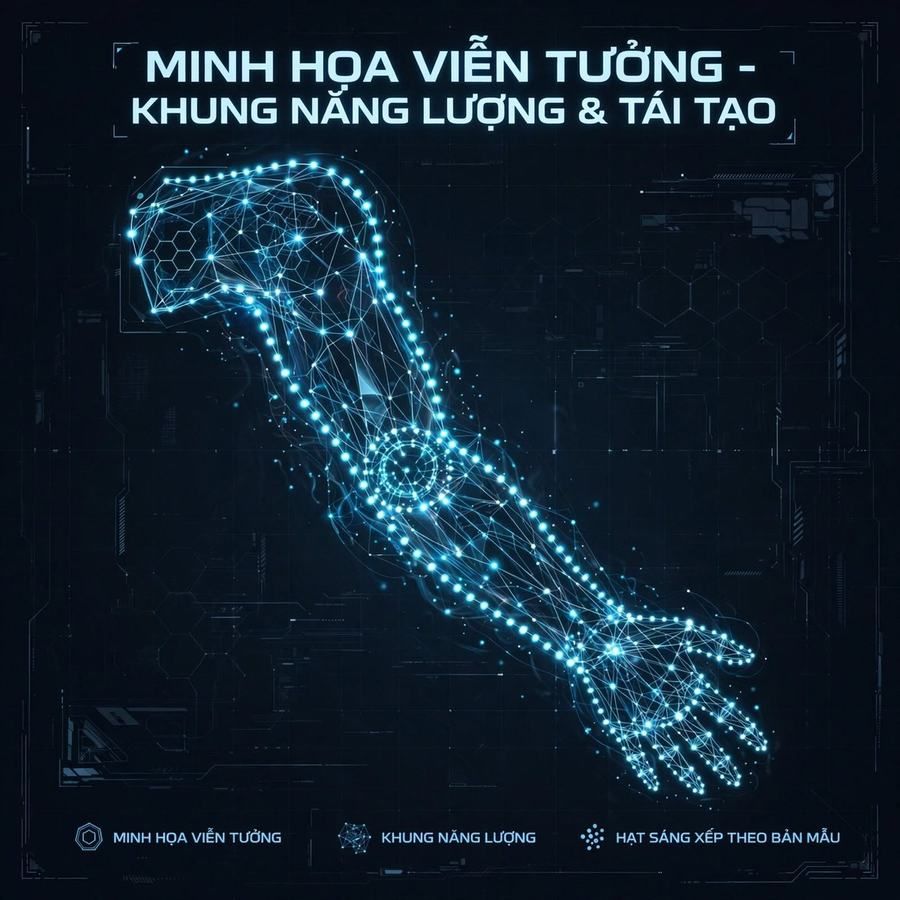 MINH HỌA VIỄN TƯỞNG -
KHUNG NĂNG LƯỢNG & TÁI TẠO
MINH HỌA VIỄN TƯỞNG
KHUNG NĂNG LƯỢNG
HẠT SÁNG XẾP THEO BẢN MẪU